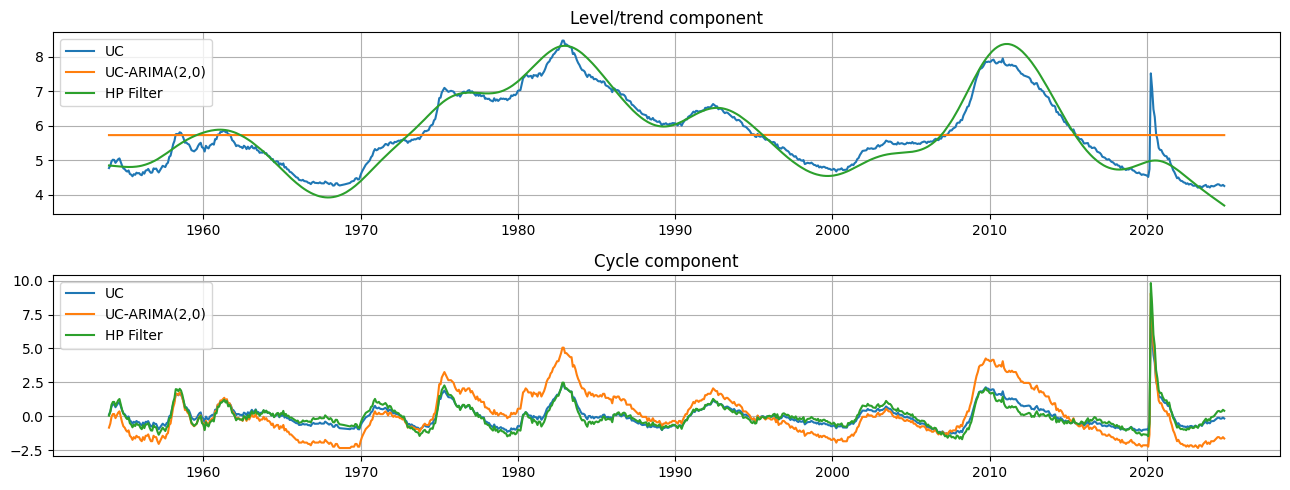 Level/trend component
8
7
6
5
4
UC
UC-ARIMA(2,0)
HP Filter
1960 1970 1980 1990 2000 2010 2020
Cycle component
10.0
7.5
5.0
2.5
0.0
−2.5
UC
UC-ARIMA(2,0)
HP Filter
1960 1970 1980 1990 2000 2010 2020